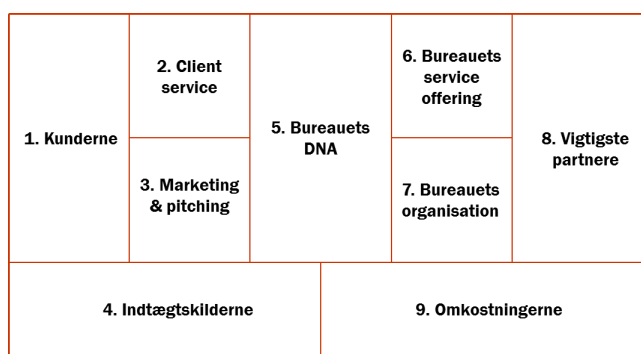 1. Kunderne
2. Client
service
3. Marketing
& pitching
4. Indtægtskilderne
5. Bureauets
DNA
6. Bureauets
service
offering
7. Bureauets
organisation
8. Vigtigste
partnere
9. Omkostningerne